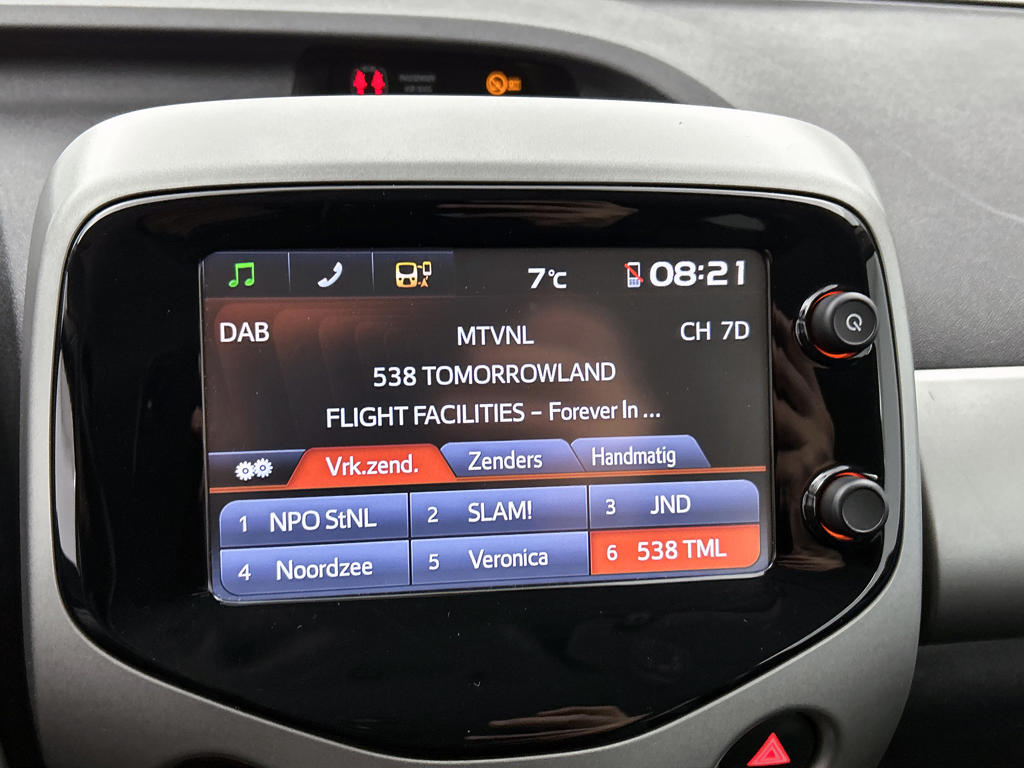 PASSENGER
7°C 08:21
DAB MTVNL CH 7D
538 TOMORROWLAND
FLIGHT FACILITIES – Forever In ...
Vrk.zend. Zenders Handmatig
1 NPO StNL 2 SLAM! 3 JND
4 Noordzee 5 Veronica 6 538 TML